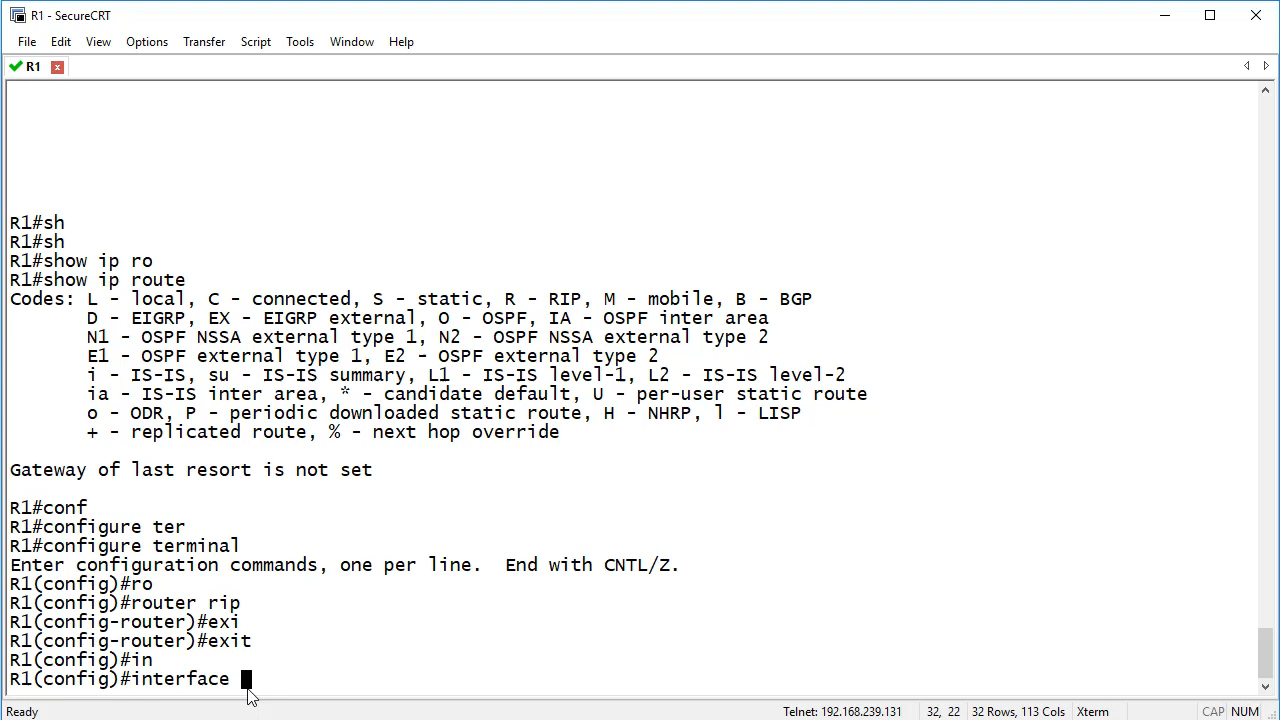 R1 - SecureCRT
File Edit View Options Transfer Script Tools Window Help
R1 x
R1#sh
R1#sh
R1#show ip ro
R1#show ip route
Codes: L - local, C - connected, S - static, R - RIP, M - mobile, B - BGP
       D - EIGRP, EX - EIGRP external, O - OSPF, IA - OSPF inter area
       N1 - OSPF NSSA external type 1, N2 - OSPF NSSA external type 2
       E1 - OSPF external type 1, E2 - OSPF external type 2
       i - IS-IS, su - IS-IS summary, L1 - IS-IS level-1, L2 - IS-IS level-2
       ia - IS-IS inter area, * - candidate default, U - per-user static route
       o - ODR, P - periodic downloaded static route, H - NHRP, l - LISP
       + - replicated route, % - next hop override
Gateway of last resort is not set
R1#conf
R1#configure ter
R1#configure terminal
Enter configuration commands, one per line.  End with CNTL/Z.
R1(config)#ro
R1(config)#router rip
R1(config-router)#exi
R1(config-router)#exit
R1(config)#in
R1(config)#interface
Ready Telnet: 192.168.239.131 32, 22 32 Rows, 113 Cols Xterm CAP NUM